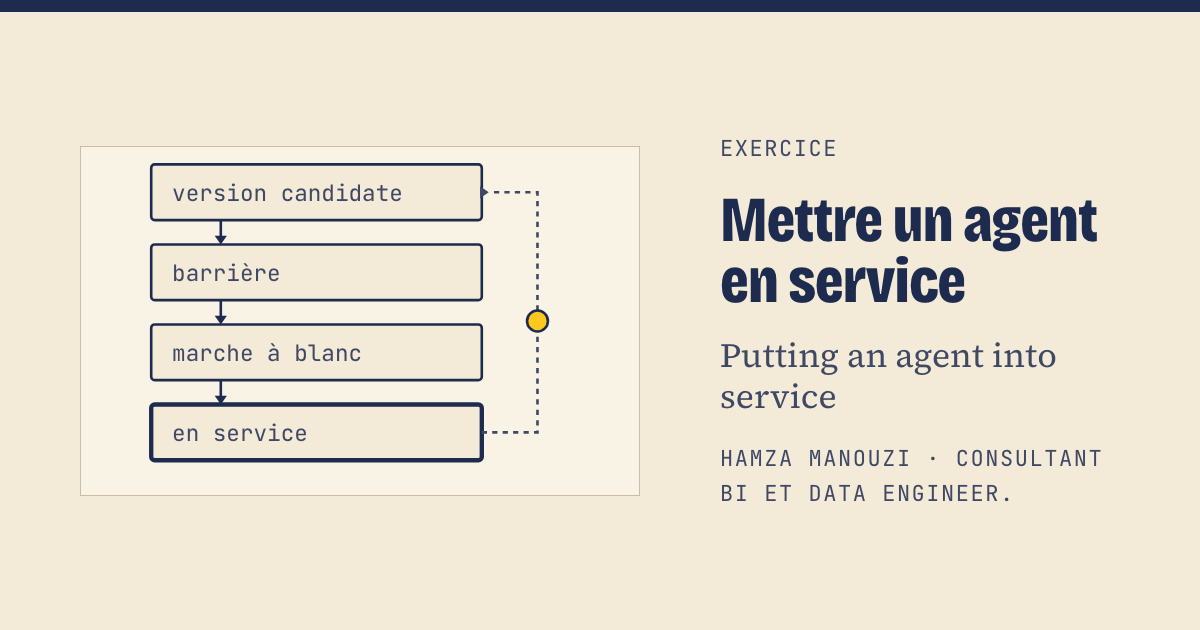 version candidate
barrière
marche à blanc
en service
EXERCICE
Mettre un agent
en service
Putting an agent into
service
HAMZA MANOUZI · CONSULTANT
BI ET DATA ENGINEER.